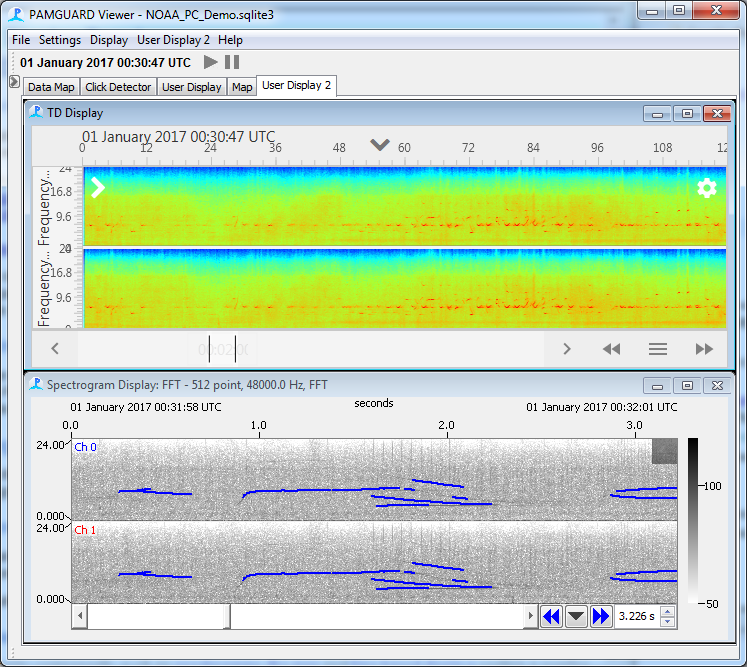 PAMGUARD Viewer - NOAA_PC_Demo.sqlite3
File Settings Display User Display 2 Help
01 January 2017 00:30:47 UTC
Data Map Click Detector User Display Map User Display 2
TD Display
01 January 2017 00:30:47 UTC
0 12 24 36 48 60 72 84 96 108 12
Frequency...
24
16.8
9.6
Frequency...
24
16.8
9.6
0
Spectrogram Display: FFT - 512 point, 48000.0 Hz, FFT
01 January 2017 00:31:58 UTC seconds 01 January 2017 00:32:01 UTC
0.0 1.0 2.0 3.0
24.00 Ch 0
100
0.000
24.00 Ch 1
0.000
50
3.226 s